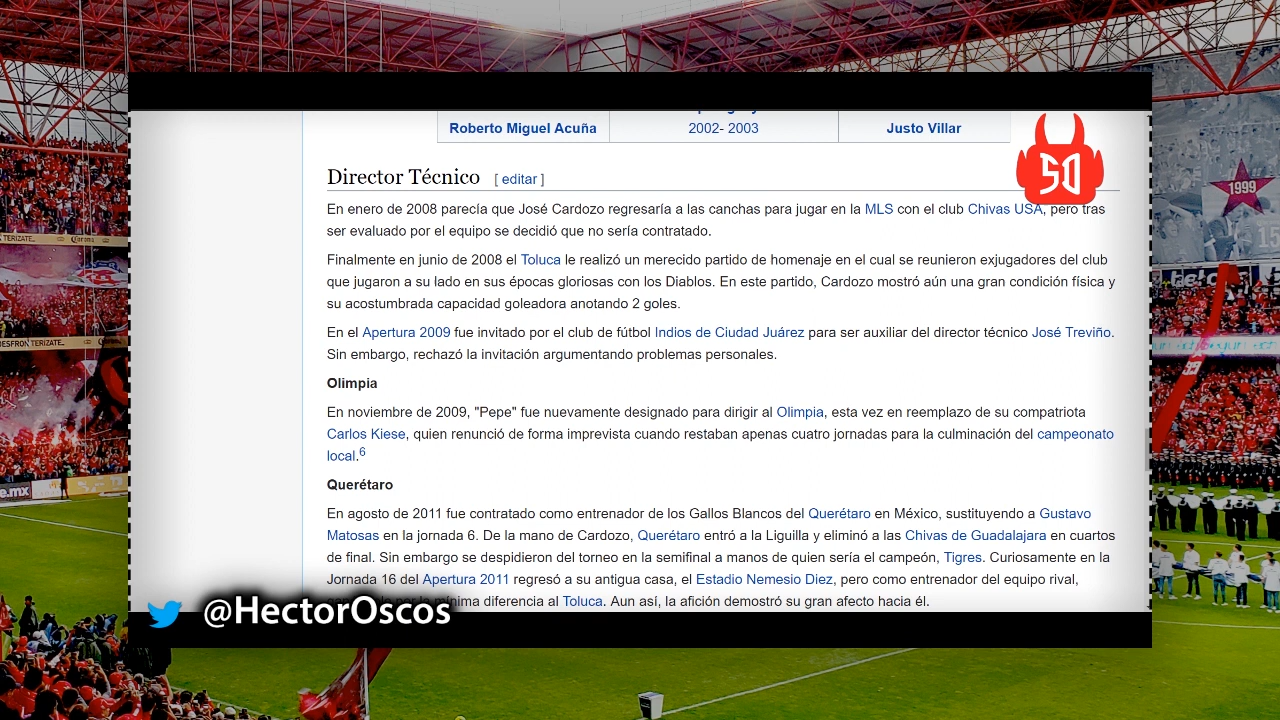 Roberto Miguel Acuña 2002- 2003 Justo Villar
Director Técnico [ editar ]
50
En enero de 2008 parecía que José Cardozo regresaría a las canchas para jugar en la MLS con el club Chivas USA, pero tras
ser evaluado por el equipo se decidió que no sería contratado.
Finalmente en junio de 2008 el Toluca le realizó un merecido partido de homenaje en el cual se reunieron exjugadores del club
que jugaron a su lado en sus épocas gloriosas con los Diablos. En este partido, Cardozo mostró aún una gran condición física y
su acostumbrada capacidad goleadora anotando 2 goles.
En el Apertura 2009 fue invitado por el club de fútbol Indios de Ciudad Juárez para ser auxiliar del director técnico José Treviño.
Sin embargo, rechazó la invitación argumentando problemas personales.
Olimpia
En noviembre de 2009, "Pepe" fue nuevamente designado para dirigir al Olimpia, esta vez en reemplazo de su compatriota
Carlos Kiese, quien renunció de forma imprevista cuando restaban apenas cuatro jornadas para la culminación del campeonato
local.6
Querétaro
En agosto de 2011 fue contratado como entrenador de los Gallos Blancos del Querétaro en México, sustituyendo a Gustavo
Matosas en la jornada 6. De la mano de Cardozo, Querétaro entró a la Liguilla y eliminó a las Chivas de Guadalajara en cuartos
de final. Sin embargo se despidieron del torneo en la semifinal a manos de quien sería el campeón, Tigres. Curiosamente en la
Jornada 16 del Apertura 2011 regresó a su antigua casa, el Estadio Nemesio Diez, pero como entrenador del equipo rival,
por la mínima diferencia al Toluca. Aun así, la afición demostró su gran afecto hacia él.
@HectorOscos
1999
Corona
e.mx